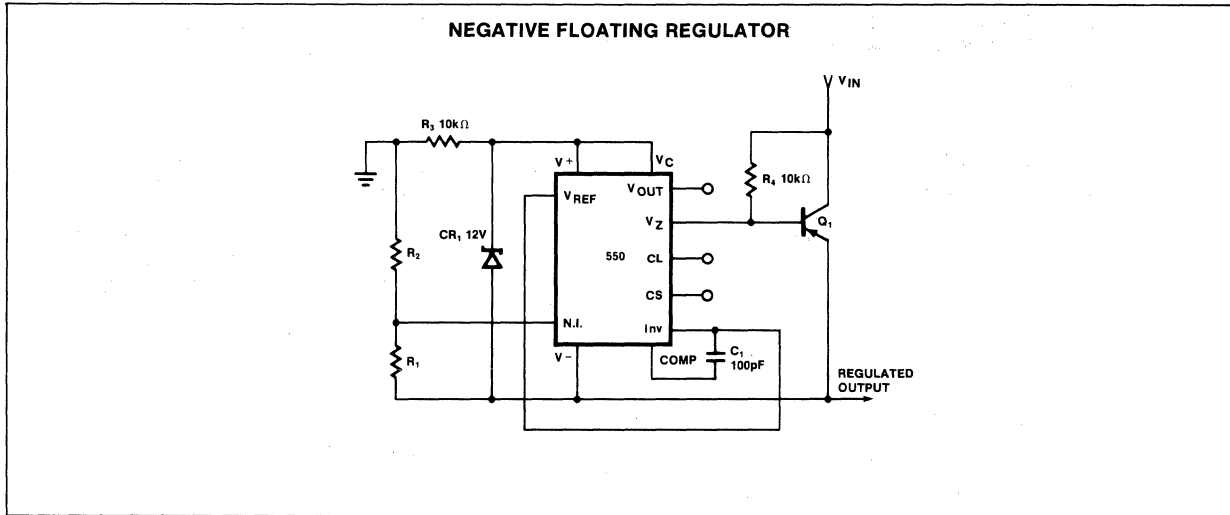 NEGATIVE FLOATING REGULATOR
VIN
R3 10kΩ
V+
VC
VREF
VOUT
R4 10kΩ
VZ
Q1
CR1 12V
550
CL
R2
CS
N.I.
Inv
V−
COMP
C1
100pF
R1
REGULATED
OUTPUT